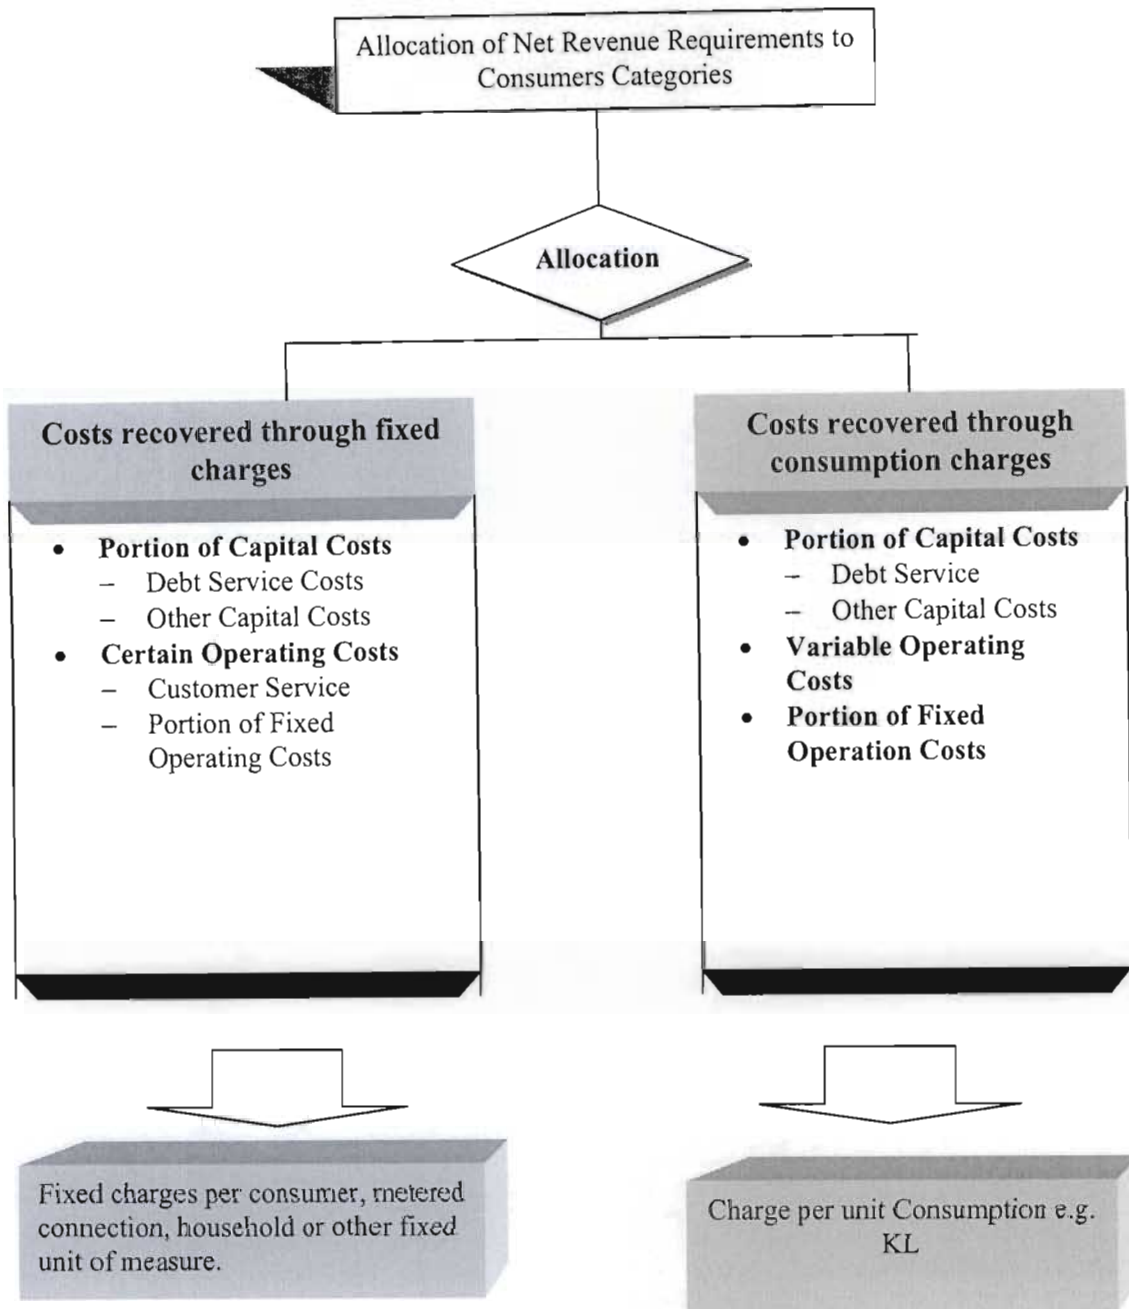 Allocation of Net Revenue Requirements to
Consumers Categories
Allocation
Costs recovered through fixed
charges
• Portion of Capital Costs
– Debt Service Costs
– Other Capital Costs
• Certain Operating Costs
– Customer Service
– Portion of Fixed
Operating Costs
Fixed charges per consumer, metered
connection, household or other fixed
unit of measure.
Costs recovered through
consumption charges
• Portion of Capital Costs
– Debt Service
– Other Capital Costs
• Variable Operating
Costs
• Portion of Fixed
Operation Costs
Charge per unit Consumption e.g.
KL